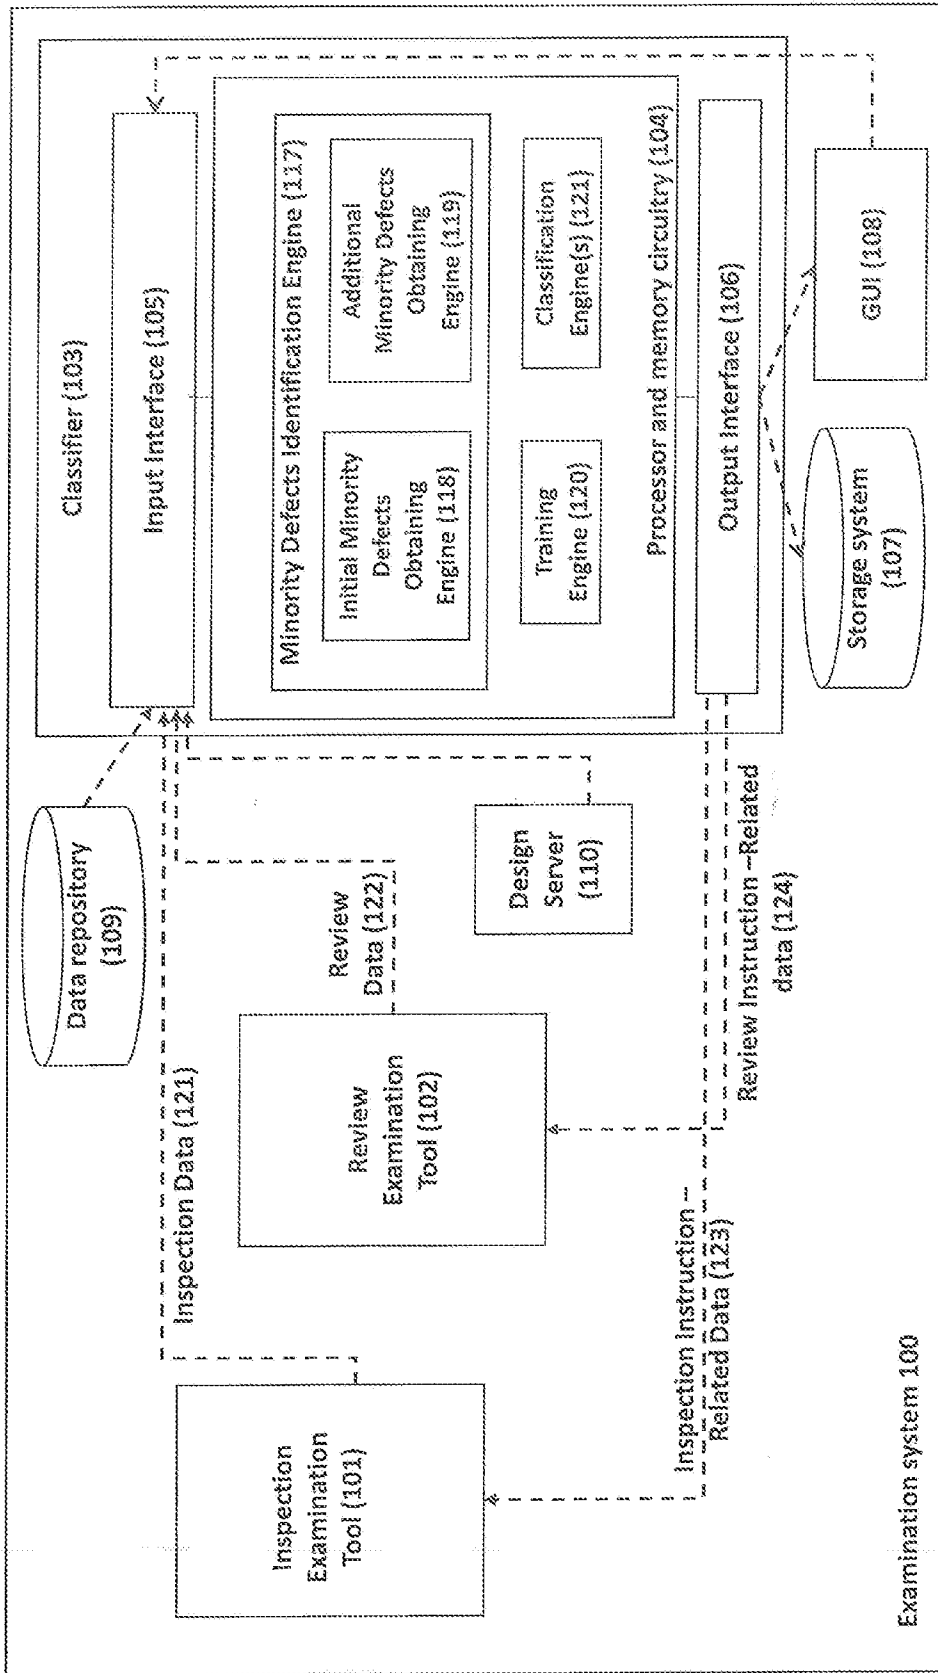 Classifier (103)
Input Interface (105)
Minority Defects Identification Engine (117)
Initial Minority
Defects
Obtaining
Engine (118)
Additional
Minority Defects
Obtaining
Engine (119)
Training
Engine (120)
Classification
Engine(s) (121)
Processor and memory circuitry (104)
Output Interface (106)
Data repository
(109)
Inspection Data (121)
Review
Data (122)
Inspection
Examination
Tool (101)
Review
Examination
Tool (102)
Design
Server
(110)
Inspection Instruction –
Related Data (123)
Review Instruction –Related
data (124)
Storage system
(107)
GUI (108)
Examination system 100